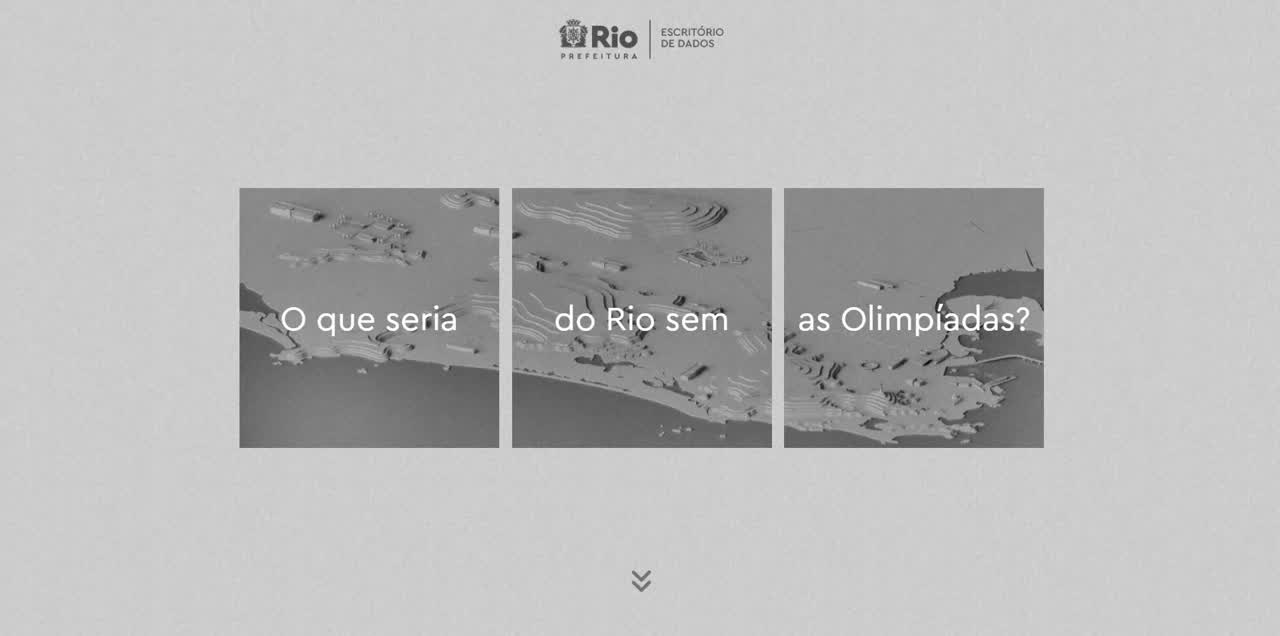 Rio
PREFEITURA
ESCRITÓRIO
DE DADOS
O que seria do Rio sem as Olimpíadas?